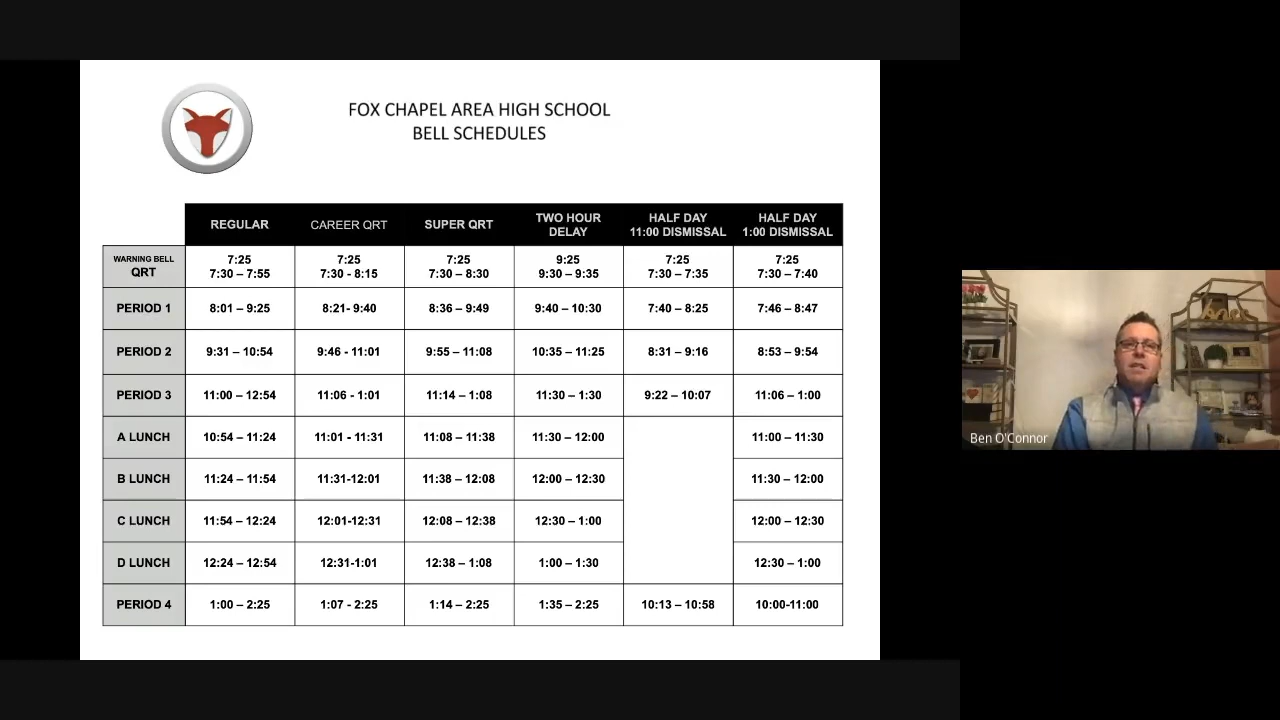 FOX CHAPEL AREA HIGH SCHOOL
BELL SCHEDULES
REGULAR CAREER QRT SUPER QRT TWO HOUR DELAY HALF DAY 11:00 DISMISSAL HALF DAY 1:00 DISMISSAL
WARNING BELL 7:25 7:25 7:25 9:25 7:25 7:25
QRT 7:30 – 7:55 7:30 - 8:15 7:30 – 8:30 9:30 – 9:35 7:30 – 7:35 7:30 – 7:40
PERIOD 1 8:01 – 9:25 8:21- 9:40 8:36 – 9:49 9:40 – 10:30 7:40 – 8:25 7:46 – 8:47
PERIOD 2 9:31 – 10:54 9:46 - 11:01 9:55 – 11:08 10:35 – 11:25 8:31 – 9:16 8:53 – 9:54
PERIOD 3 11:00 – 12:54 11:06 - 1:01 11:14 – 1:08 11:30 – 1:30 9:22 – 10:07 11:06 – 1:00
A LUNCH 10:54 – 11:24 11:01 - 11:31 11:08 – 11:38 11:30 – 12:00 11:00 – 11:30
B LUNCH 11:24 – 11:54 11:31-12:01 11:38 – 12:08 12:00 – 12:30 11:30 – 12:00
C LUNCH 11:54 – 12:24 12:01-12:31 12:08 – 12:38 12:30 – 1:00 12:00 – 12:30
D LUNCH 12:24 – 12:54 12:31-1:01 12:38 – 1:08 1:00 – 1:30 12:30 – 1:00
PERIOD 4 1:00 – 2:25 1:07 - 2:25 1:14 – 2:25 1:35 – 2:25 10:13 – 10:58 10:00-11:00
Ben O'Connor